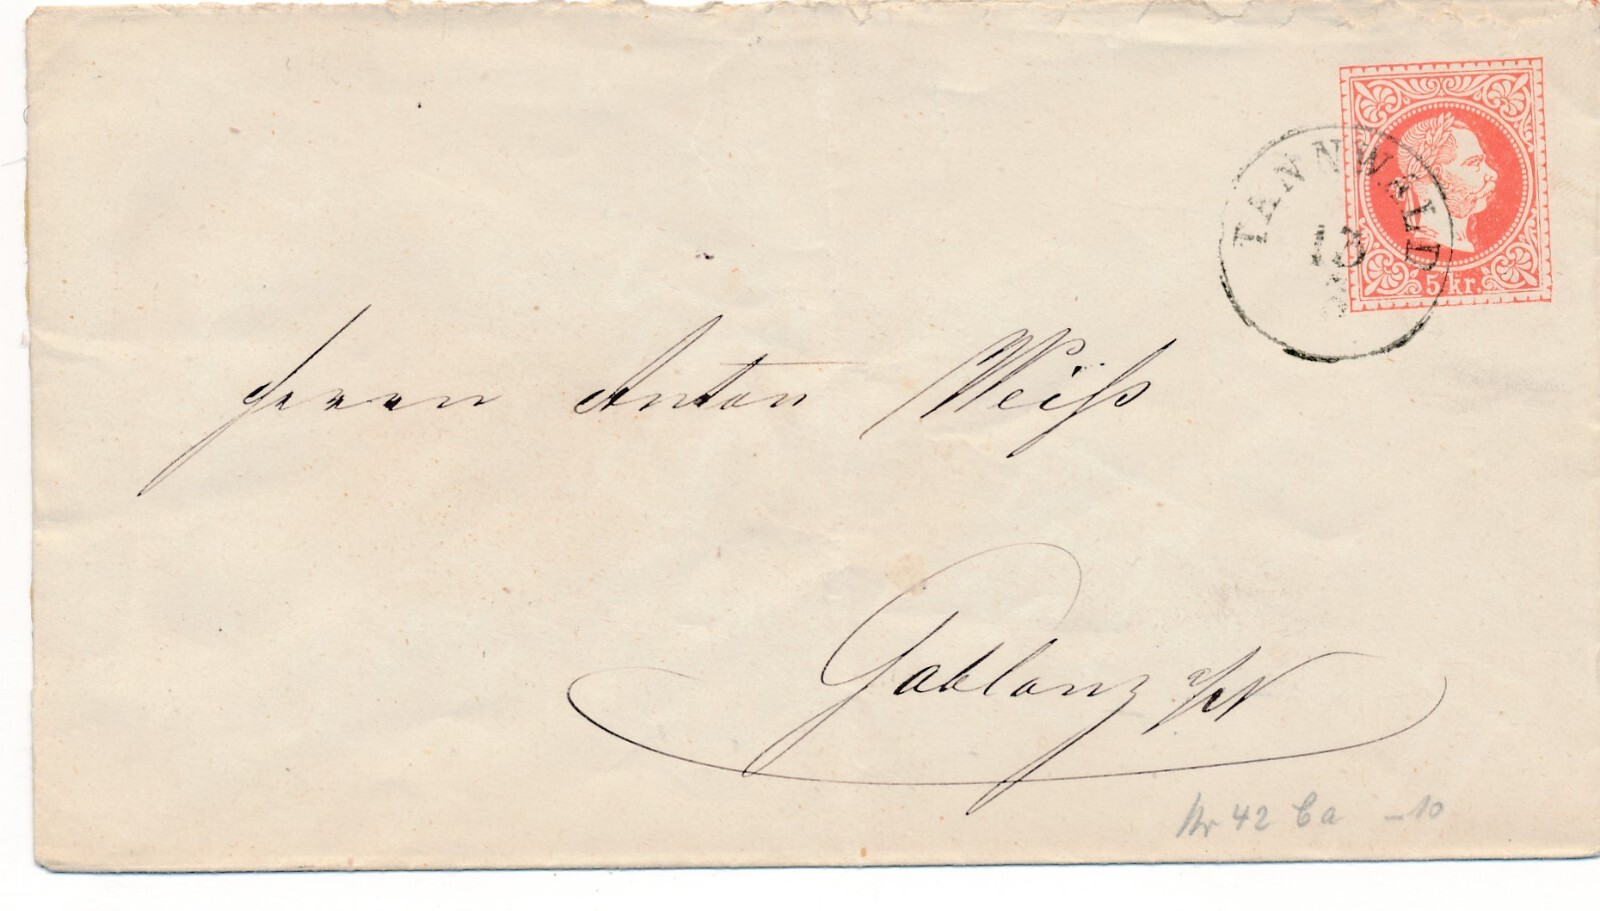 TANNWALD
5 kr.
Herrn Anton Weiß
Gablonz a/N
Nr 42 Ca -10